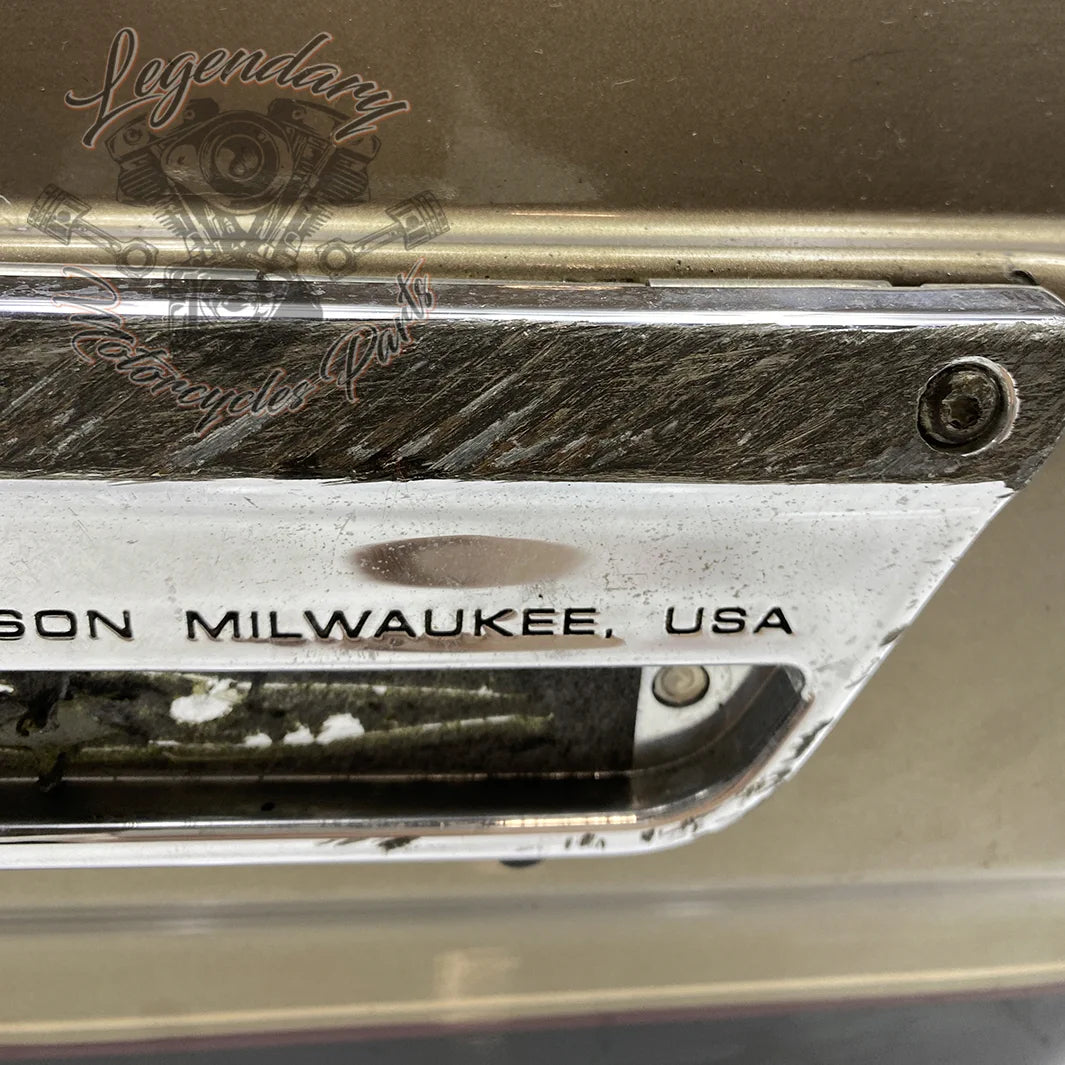 Legendary
Motorcycles Parts
SON MILWAUKEE, USA